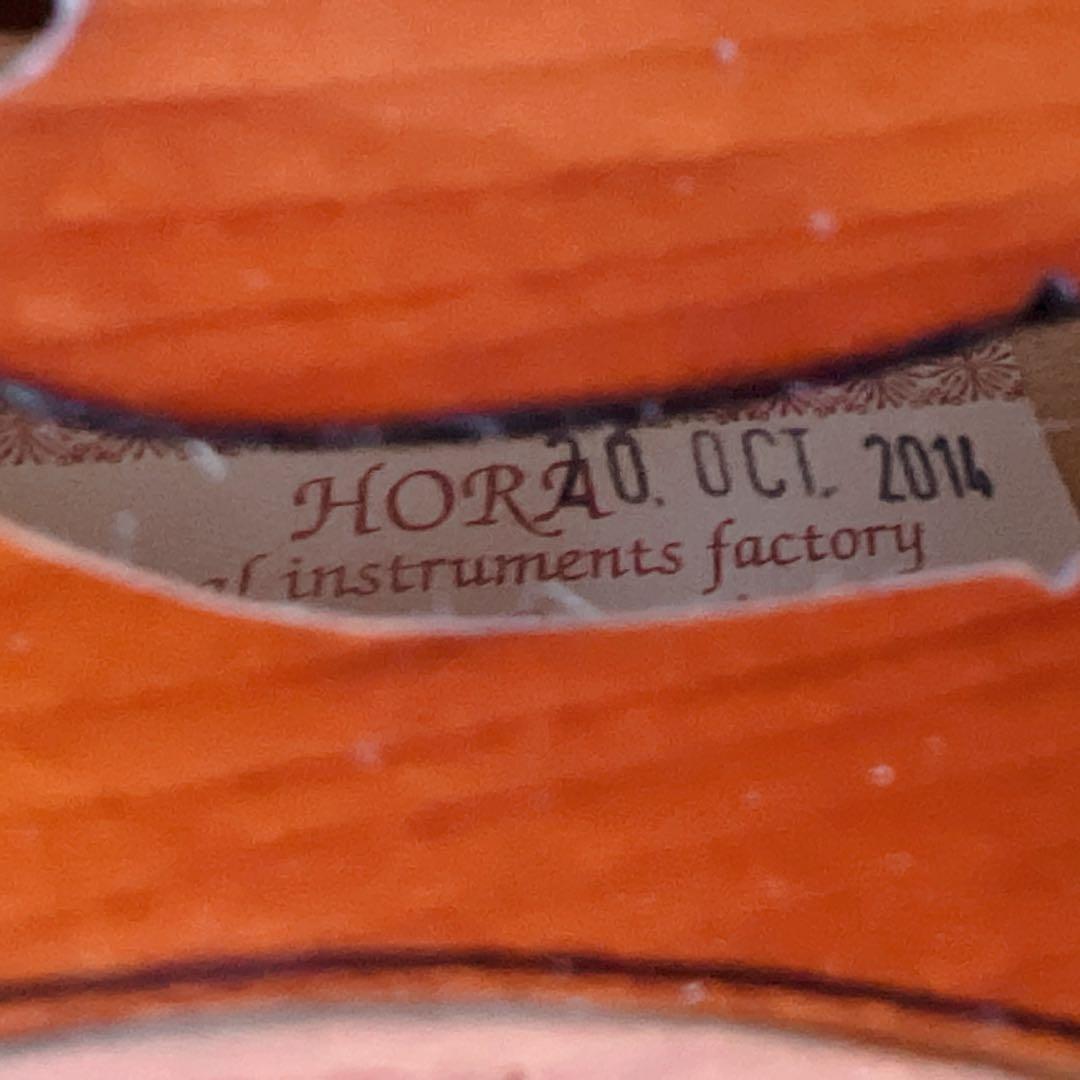 HORA 20. OCT. 2014
instruments factory